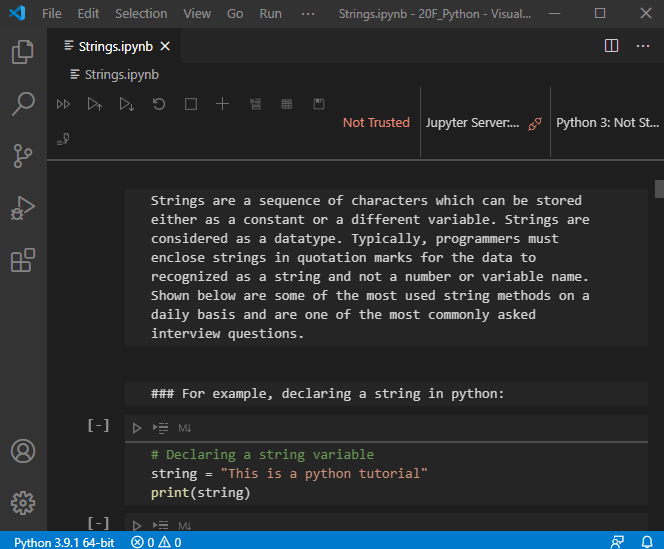 File Edit Selection View Go Run ... Strings.ipynb - 20F_Python - Visual...
Strings.ipynb
Strings.ipynb
Not Trusted Jupyter Server:... Python 3: Not St...
Strings are a sequence of characters which can be stored
either as a constant or a different variable. Strings are
considered as a datatype. Typically, programmers must
enclose strings in quotation marks for the data to
recognized as a string and not a number or variable name.
Shown below are some of the most used string methods on a
daily basis and are one of the most commonly asked
interview questions.
### For example, declaring a string in python:
[-] M↓
# Declaring a string variable
string = "This is a python tutorial"
print(string)
[-] M↓
Python 3.9.1 64-bit 0 0